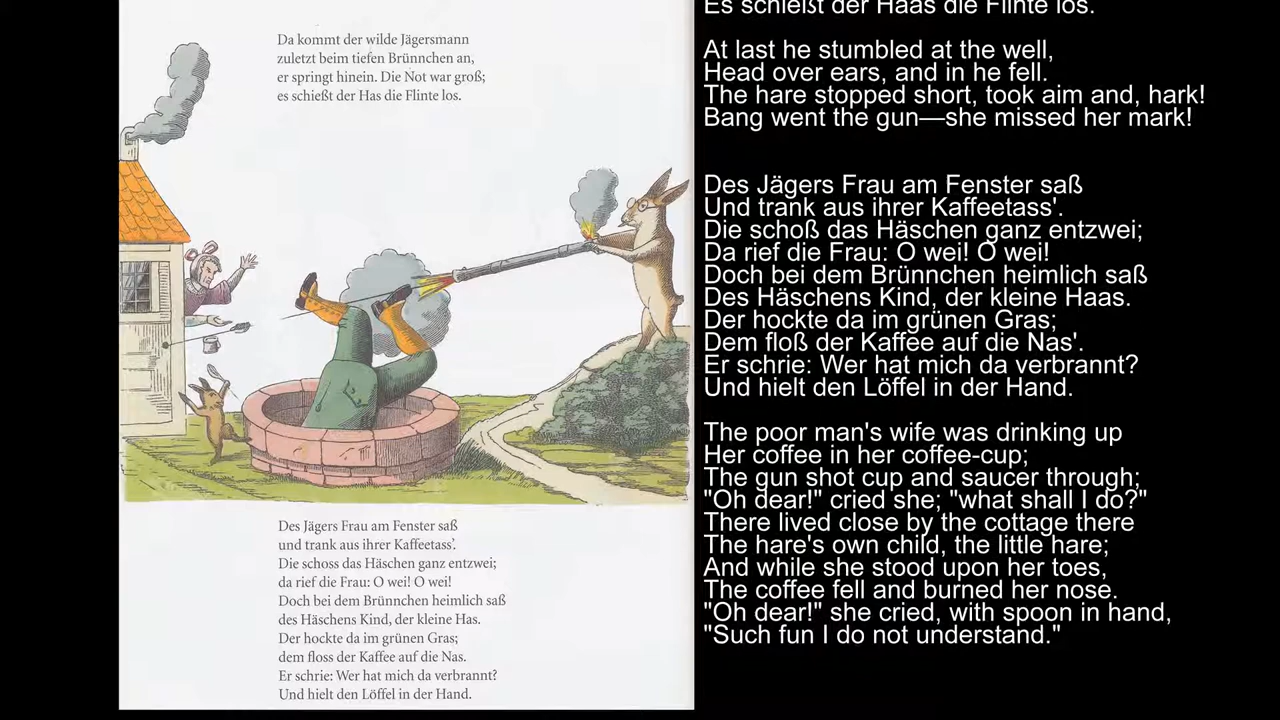 Da kommt der wilde Jägersmann
zuletzt beim tiefen Brünnchen an,
er springt hinein. Die Not war groß;
es schießt der Has die Flinte los.
Des Jägers Frau am Fenster saß
und trank aus ihrer Kaffeetass'.
Die schoss das Häschen ganz entzwei;
da rief die Frau: O wei! O wei!
Doch bei dem Brünnchen heimlich saß
des Häschens Kind, der kleine Has.
Der hockte da im grünen Gras;
dem floss der Kaffee auf die Nas.
Er schrie: Wer hat mich da verbrannt?
Und hielt den Löffel in der Hand.
Es schießt der Haas die Flinte los.
At last he stumbled at the well,
Head over ears, and in he fell.
The hare stopped short, took aim and, hark!
Bang went the gun—she missed her mark!
Des Jägers Frau am Fenster saß
Und trank aus ihrer Kaffeetass'.
Die schoß das Häschen ganz entzwei;
Da rief die Frau: O wei! O wei!
Doch bei dem Brünnchen heimlich saß
Des Häschens Kind, der kleine Haas.
Der hockte da im grünen Gras;
Dem floß der Kaffee auf die Nas'.
Er schrie: Wer hat mich da verbrannt?
Und hielt den Löffel in der Hand.
The poor man's wife was drinking up
Her coffee in her coffee-cup;
The gun shot cup and saucer through;
"Oh dear!" cried she; "what shall I do?"
There lived close by the cottage there
The hare's own child, the little hare;
And while she stood upon her toes,
The coffee fell and burned her nose.
"Oh dear!" she cried, with spoon in hand,
"Such fun I do not understand."